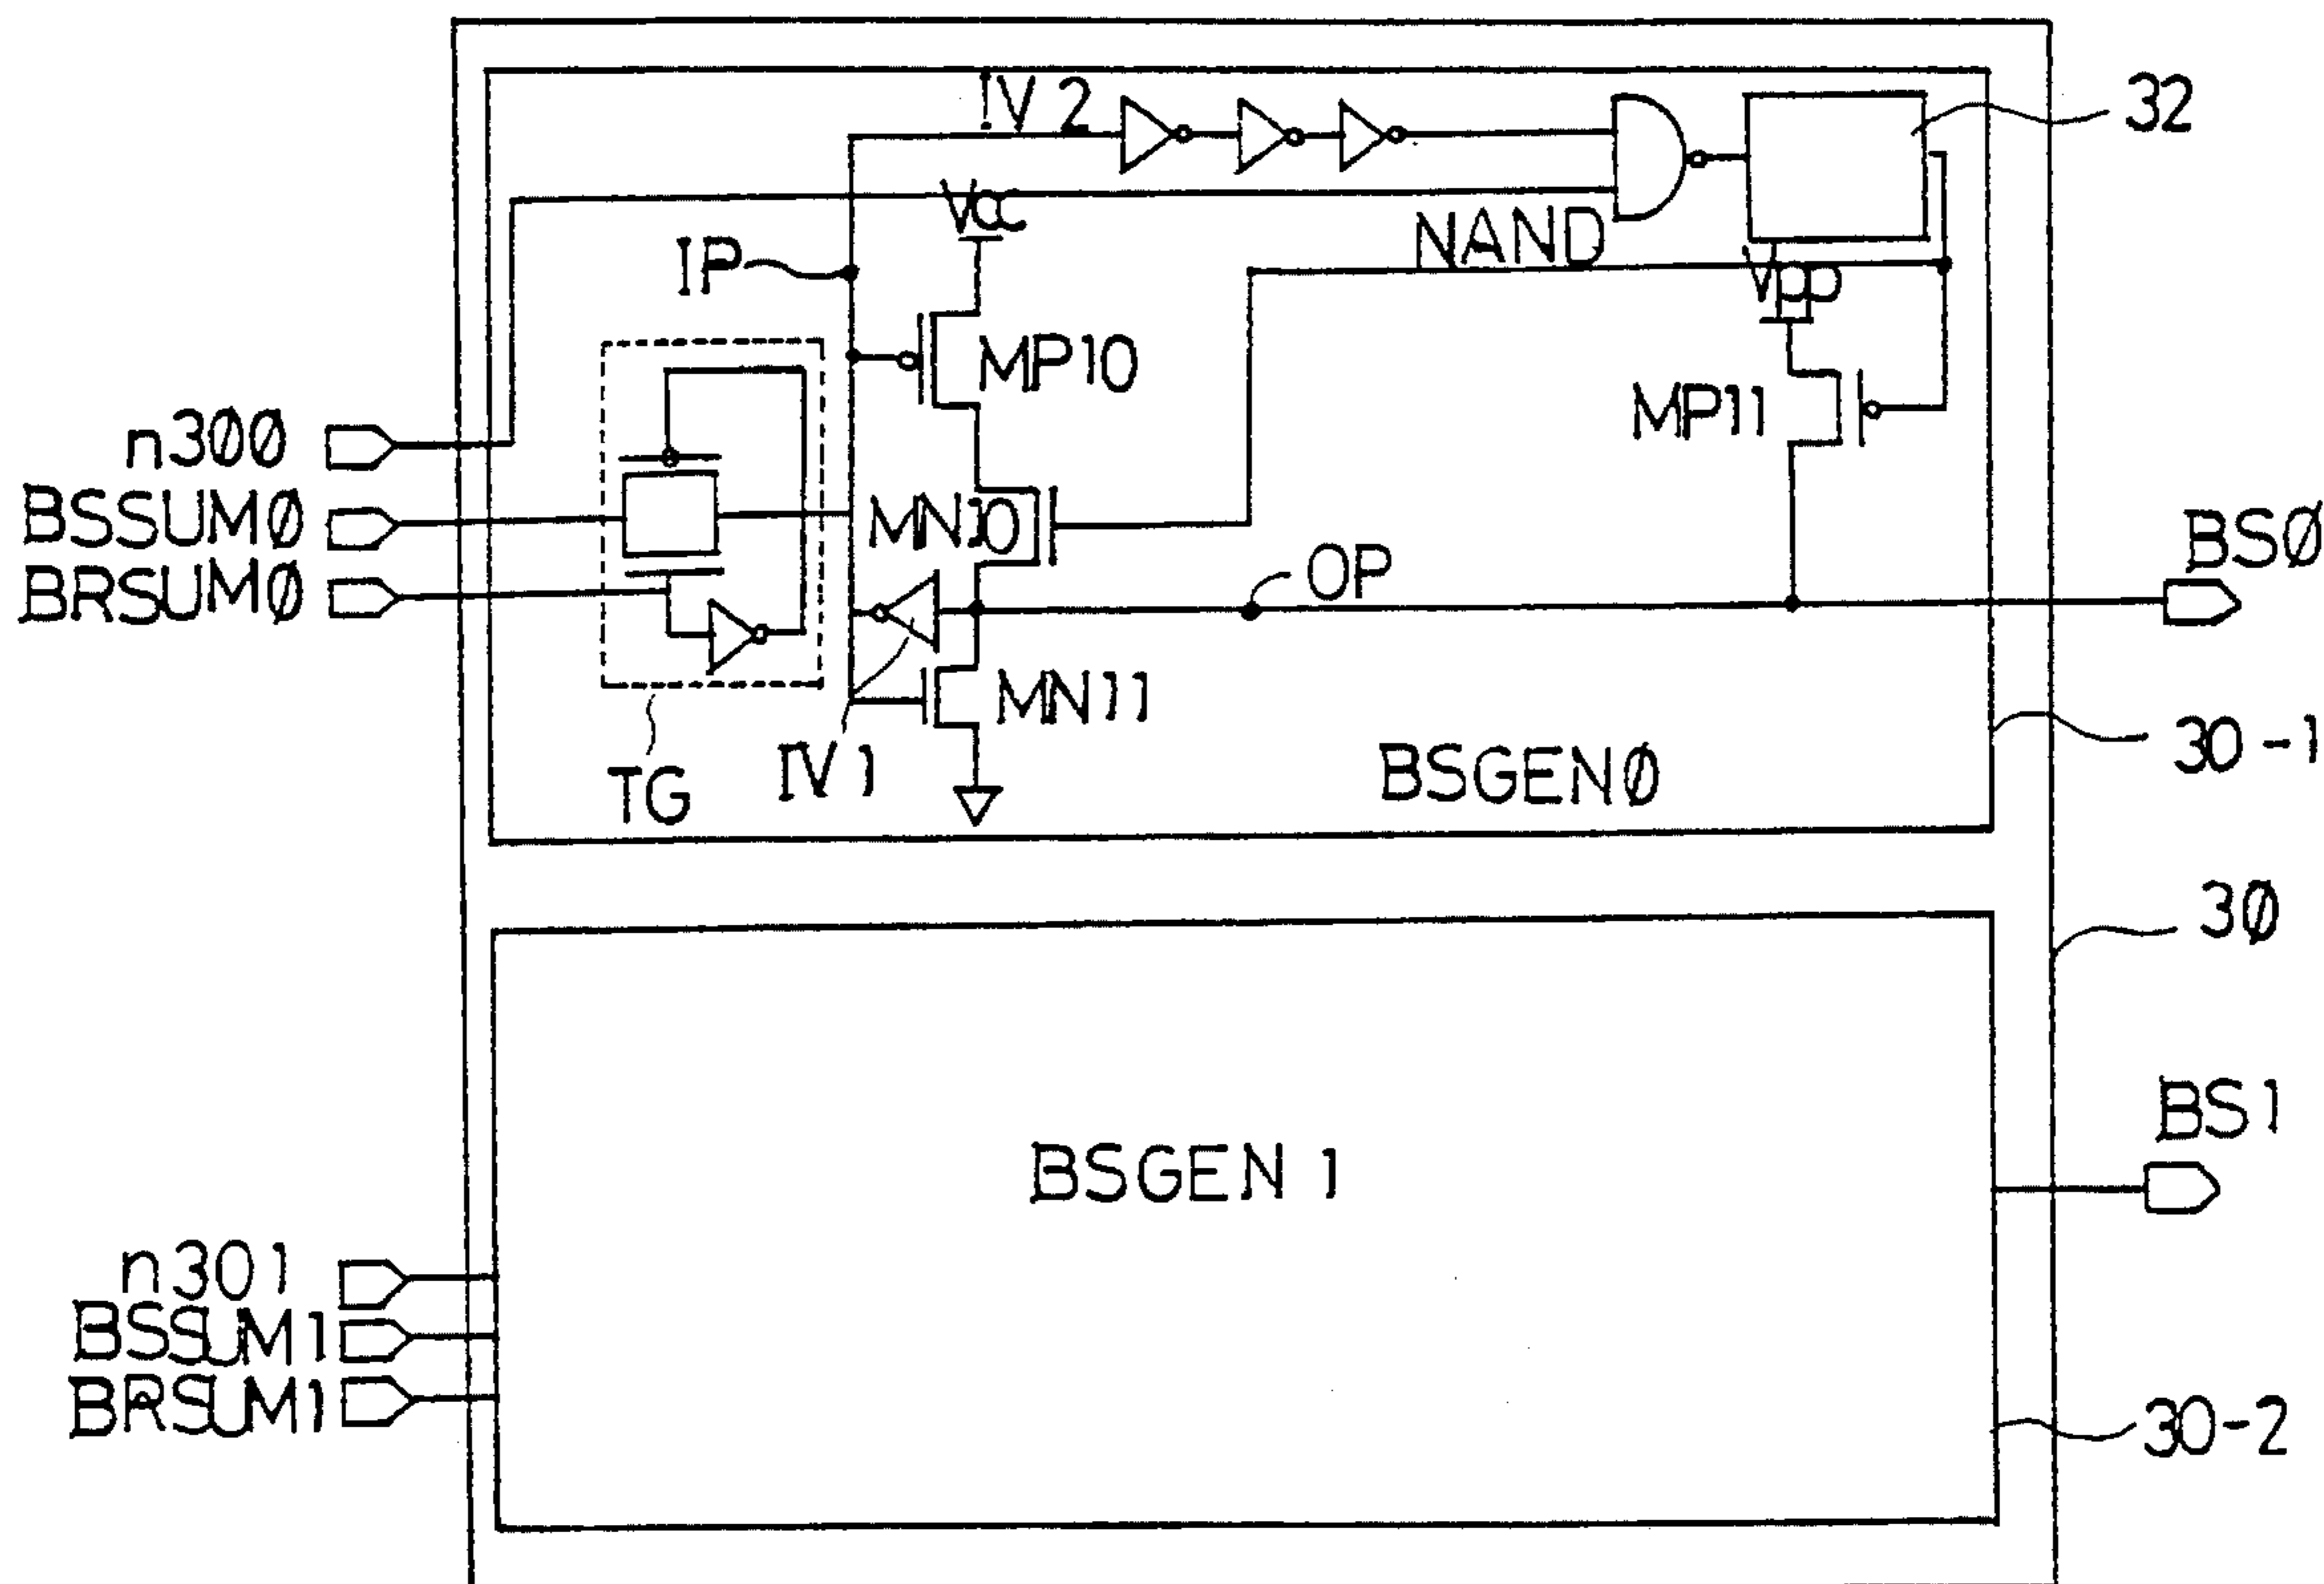 IV2
32
VCC
NAND
IP
VDD
MP10
MP11
n300
BSSUM0
MN10
BS0
BRSUM0
OP
MN11
30-1
IV1
BSGEN0
TG
30
BS1
BSGEN1
n301
BSSUM1
BRSUM1
30-2